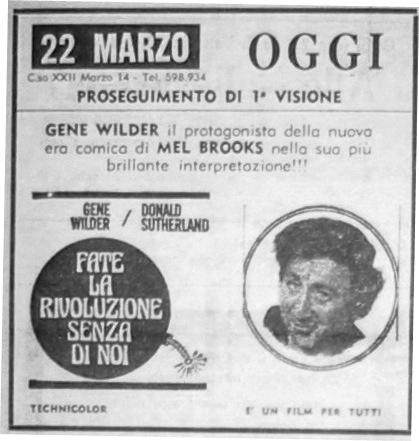 22 MARZO OGGI
C.so XXII Marzo 14 - Tel. 598.934
PROSEGUIMENTO DI 1ª VISIONE
GENE WILDER il protagonista della nuova
era comica di MEL BROOKS nella sua più
brillante interpretazione!!!
GENE WILDER / DONALD SUTHERLAND
FATE
LA
RIVOLUZIONE
SENZA
DI NOI
TECHNICOLOR
E' UN FILM PER TUTTI